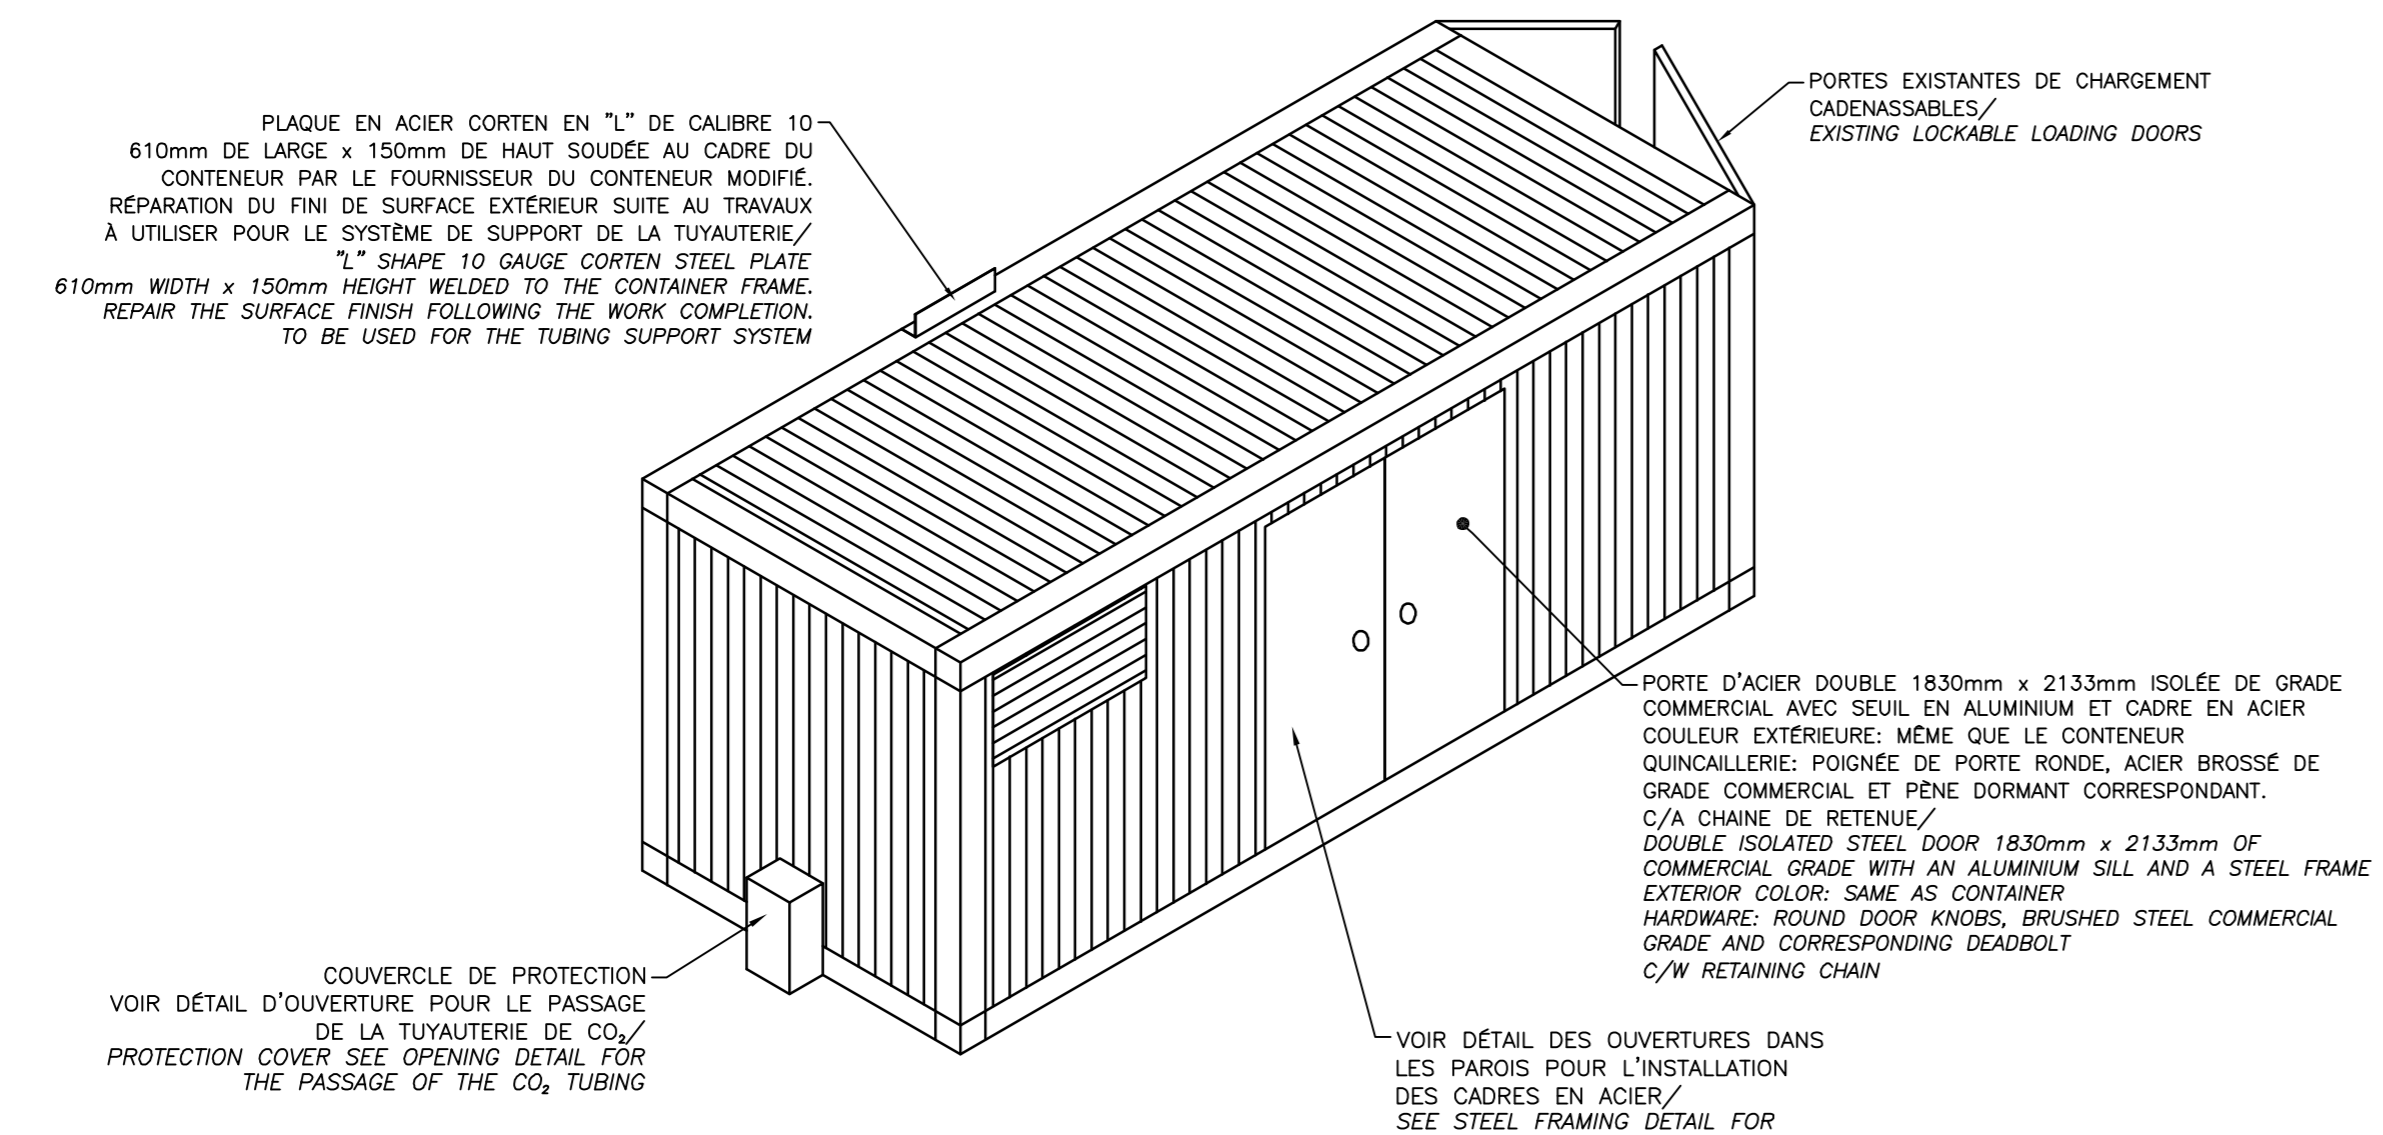 PLAQUE EN ACIER CORTEN EN "L" DE CALIBRE 10
610mm DE LARGE x 150mm DE HAUT SOUDÉE AU CADRE DU
CONTENEUR PAR LE FOURNISSEUR DU CONTENEUR MODIFIÉ.
RÉPARATION DU FINI DE SURFACE EXTÉRIEUR SUITE AU TRAVAUX
À UTILISER POUR LE SYSTÈME DE SUPPORT DE LA TUYAUTERIE/
"L" SHAPE 10 GAUGE CORTEN STEEL PLATE
610mm WIDTH x 150mm HEIGHT WELDED TO THE CONTAINER FRAME.
REPAIR THE SURFACE FINISH FOLLOWING THE WORK COMPLETION.
TO BE USED FOR THE TUBING SUPPORT SYSTEM
PORTES EXISTANTES DE CHARGEMENT
CADENASSABLES/
EXISTING LOCKABLE LOADING DOORS
PORTE D'ACIER DOUBLE 1830mm x 2133mm ISOLÉE DE GRADE
COMMERCIAL AVEC SEUIL EN ALUMINIUM ET CADRE EN ACIER
COULEUR EXTÉRIEURE: MÊME QUE LE CONTENEUR
QUINCAILLERIE: POIGNÉE DE PORTE RONDE, ACIER BROSSÉ DE
GRADE COMMERCIAL ET PÈNE DORMANT CORRESPONDANT.
C/A CHAINE DE RETENUE/
DOUBLE ISOLATED STEEL DOOR 1830mm x 2133mm OF
COMMERCIAL GRADE WITH AN ALUMINIUM SILL AND A STEEL FRAME
EXTERIOR COLOR: SAME AS CONTAINER
HARDWARE: ROUND DOOR KNOBS, BRUSHED STEEL COMMERCIAL
GRADE AND CORRESPONDING DEADBOLT
C/W RETAINING CHAIN
COUVERCLE DE PROTECTION
VOIR DÉTAIL D'OUVERTURE POUR LE PASSAGE
DE LA TUYAUTERIE DE CO₂/
PROTECTION COVER SEE OPENING DETAIL FOR
THE PASSAGE OF THE CO₂ TUBING
VOIR DÉTAIL DES OUVERTURES DANS
LES PAROIS POUR L'INSTALLATION
DES CADRES EN ACIER/
SEE STEEL FRAMING DETAIL FOR